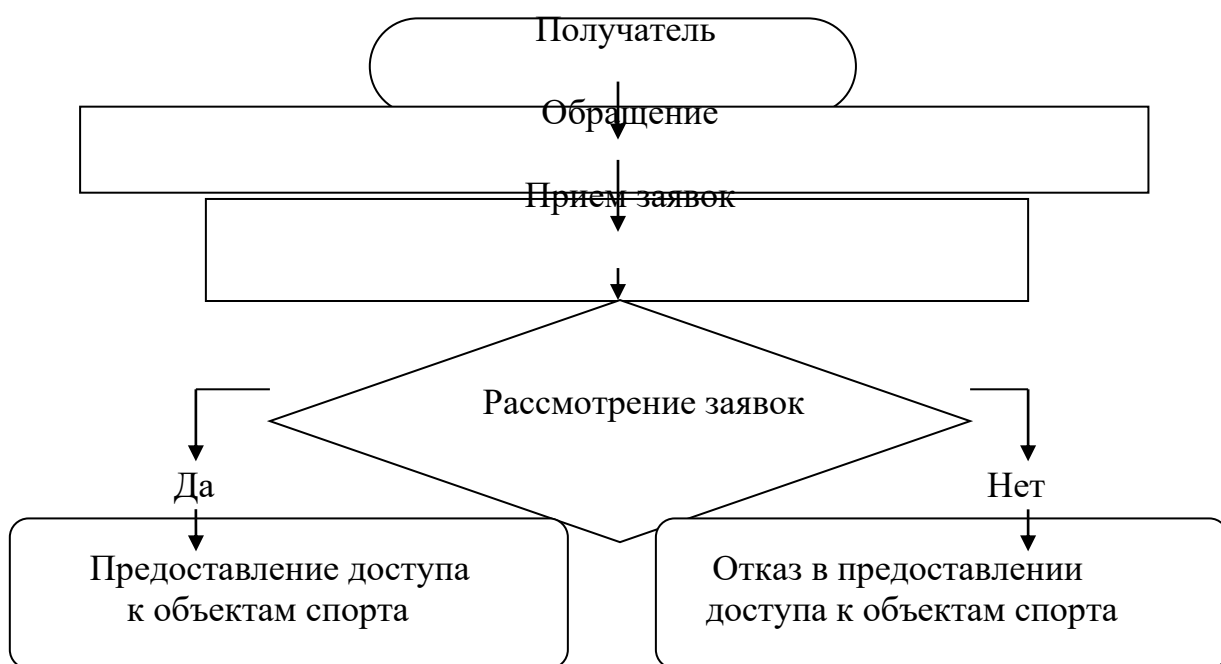 Получатель
Обращение
Прием заявок
Рассмотрение заявок
Да
Нет
Предоставление доступа
к объектам спорта
Отказ в предоставлении
доступа к объектам спорта